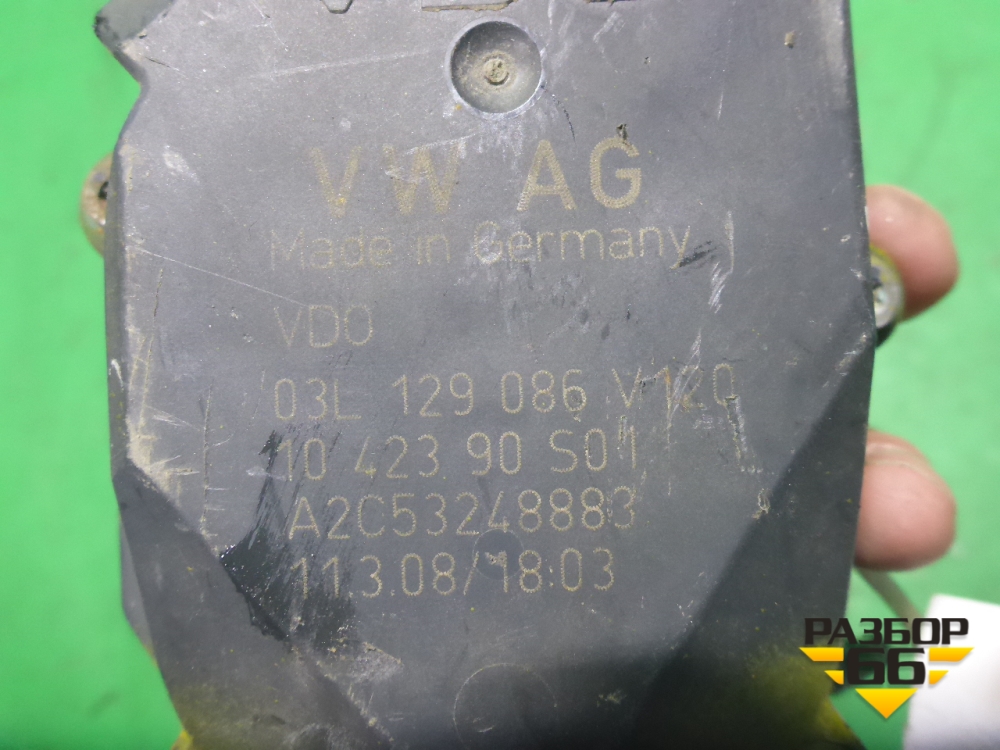 VW AG
Made in Germany
VDO
03L 129 086 V120
10 423 90 S01
A2C53248883
11.3.08/18:03
РАЗБОР
66